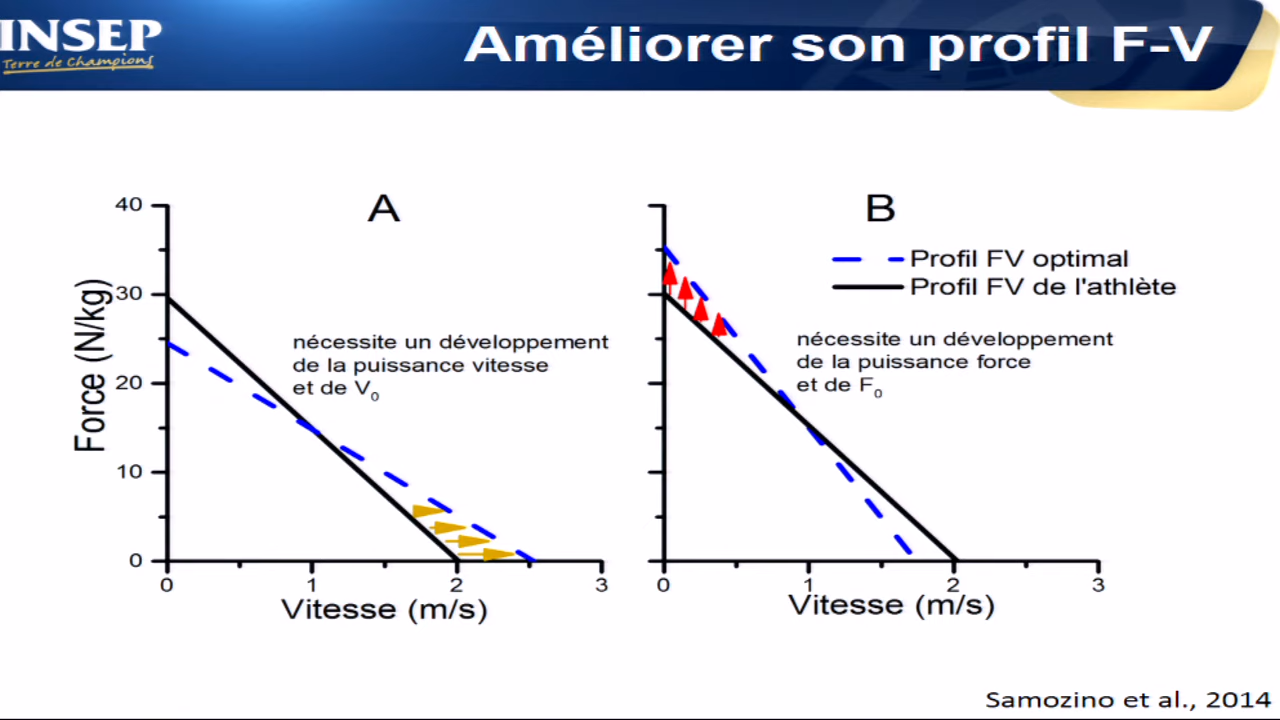 INSEP
Terre de Champions
Améliorer son profil F-V
A
40
30
20
10
0
Force (N/kg)
nécessite un développement
de la puissance vitesse
et de V₀
0 1 2 3
Vitesse (m/s)
B
Profil FV optimal
Profil FV de l'athlète
nécessite un développement
de la puissance force
et de F₀
0 1 2 3
Vitesse (m/s)
Samozino et al., 2014